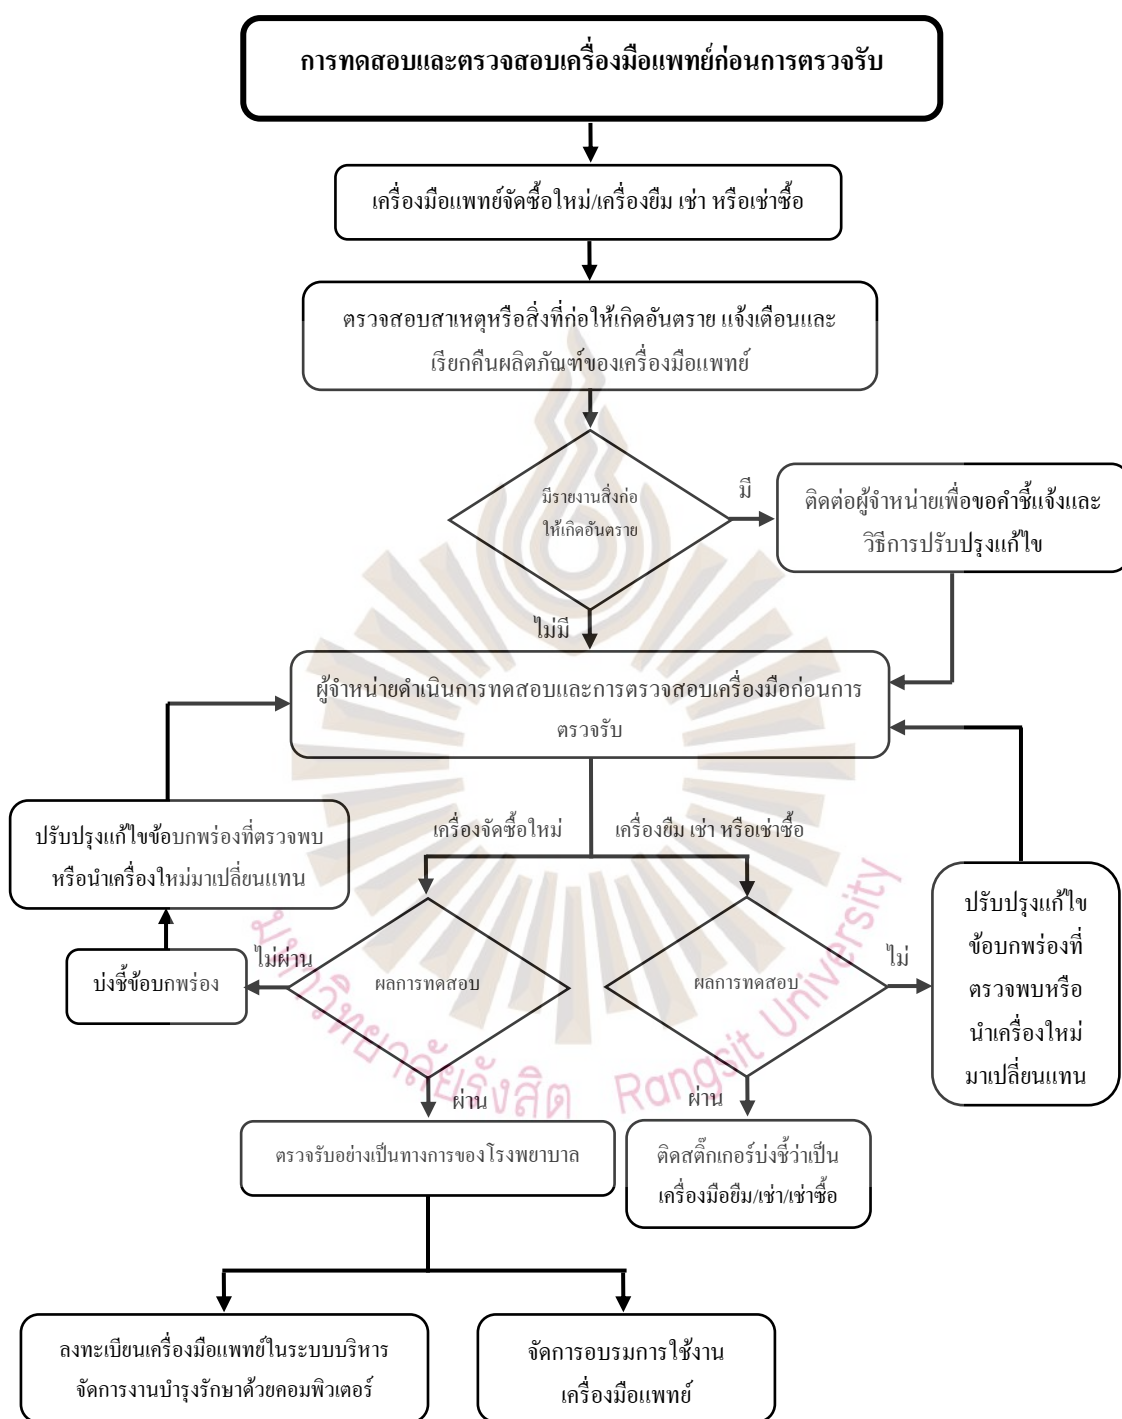 การทดสอบและตรวจสอบเครื่องมือแพทย์ก่อนการตรวจรับ
เครื่องมือแพทย์จัดซื้อใหม่/เครื่องยืม เช่า หรือเช่าซื้อ
ตรวจสอบสาเหตุหรือสิ่งที่ก่อให้เกิดอันตราย แจ้งเตือนและ
เรียกคืนผลิตภัณฑ์ของเครื่องมือแพทย์
มีรายงานสิ่งก่อ
ให้เกิดอันตราย
มี
ติดต่อผู้จำหน่ายเพื่อขอคำชี้แจ้งและ
วิธีการปรับปรุงแก้ไข
ไม่มี
ผู้จำหน่ายดำเนินการทดสอบและการตรวจสอบเครื่องมือก่อนการ
ตรวจรับ
เครื่องจัดซื้อใหม่
เครื่องยืม เช่า หรือเช่าซื้อ
ปรับปรุงแก้ไขข้อบกพร่องที่ตรวจพบ
หรือนำเครื่องใหม่มาเปลี่ยนแทน
บ่งชี้ข้อบกพร่อง
ไม่ผ่าน
ผลการทดสอบ
ผลการทดสอบ
ไม่
ปรับปรุงแก้ไข
ข้อบกพร่องที่
ตรวจพบหรือ
นำเครื่องใหม่
มาเปลี่ยนแทน
ผ่าน
ผ่าน
ตรวจรับอย่างเป็นทางการของโรงพยาบาล
ติดสติ๊กเกอร์บ่งชี้ว่าเป็น
เครื่องมือยืม/เช่า/เช่าซื้อ
ลงทะเบียนเครื่องมือแพทย์ในระบบบริหาร
จัดการงานบำรุงรักษาด้วยคอมพิวเตอร์
จัดการอบรมการใช้งาน
เครื่องมือแพทย์
มหาวิทยาลัยรังสิต Rangsit University